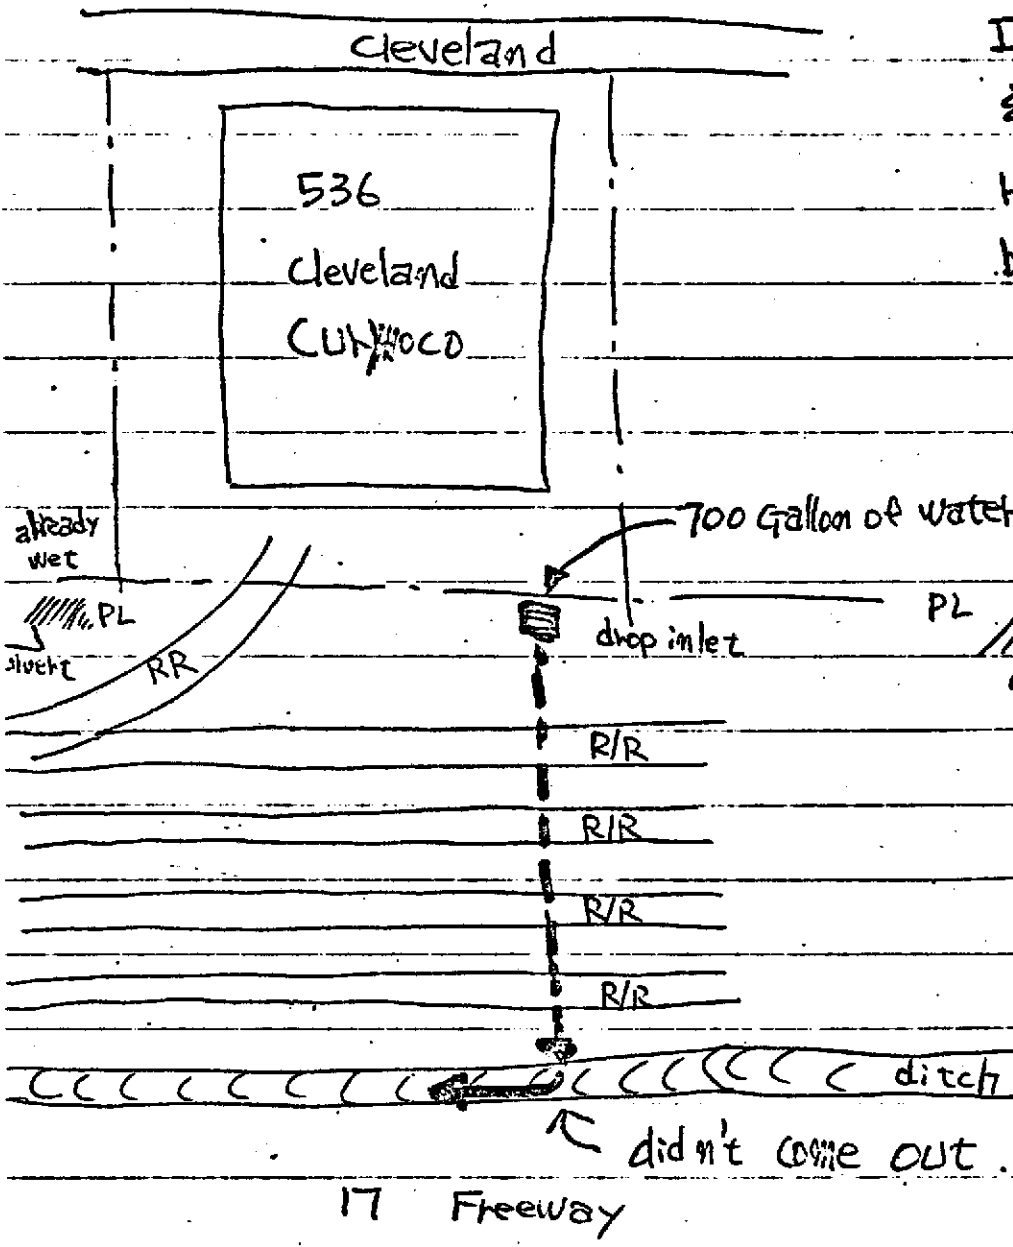 Cleveland
536
Cleveland
700 Gallon of water
already
wet
PL
PL
drop inlet
RR
R/R
R/R
R/R
R/R
ditch
didn't come out.
17 Freeway